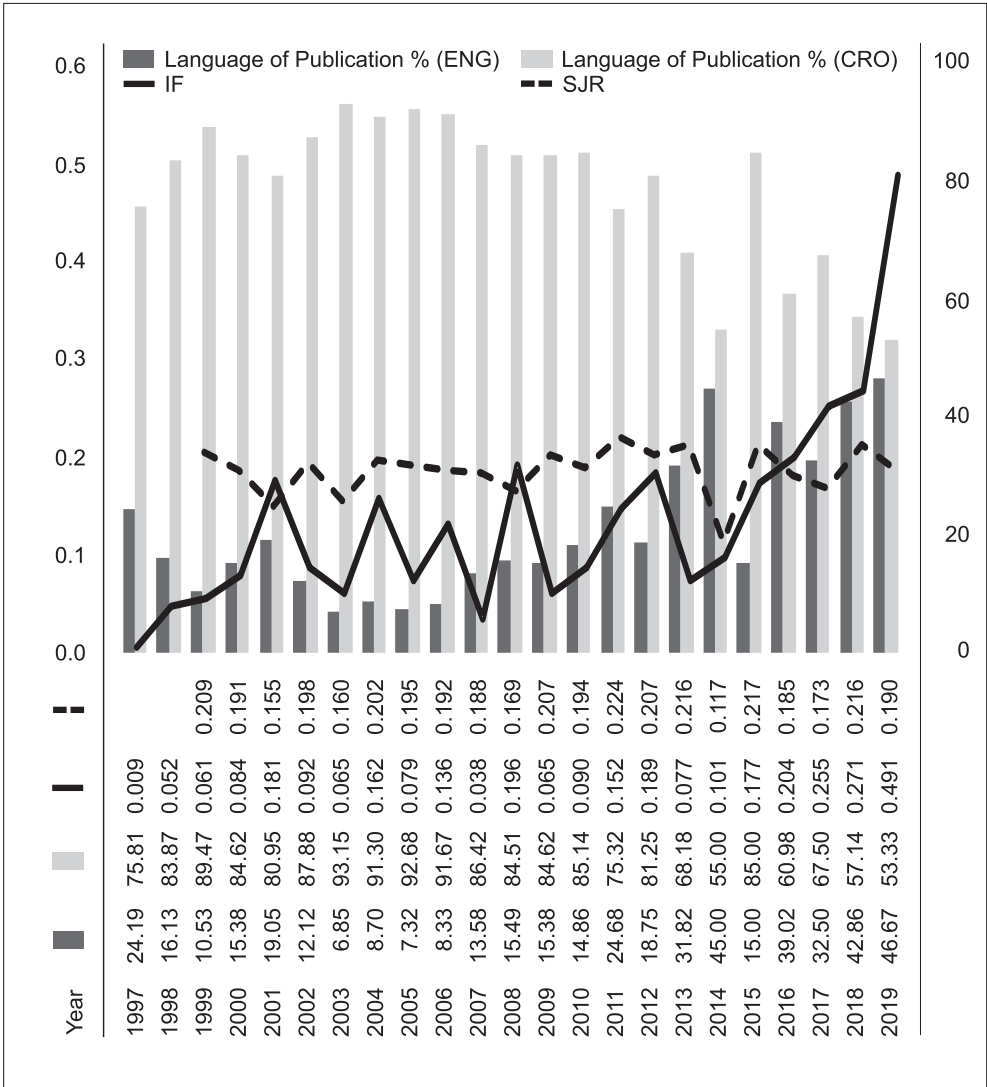 Language of Publication % (ENG) Language of Publication % (CRO)
IF SJR
0.6 100
0.5 80
0.4 60
0.3 40
0.2 20
0.1
0.0 0
0.209 0.191 0.155 0.198 0.160 0.202 0.195 0.192 0.188 0.169 0.207 0.194 0.224 0.207 0.216 0.117 0.217 0.185 0.173 0.216 0.190
0.009 0.052 0.061 0.084 0.181 0.092 0.065 0.162 0.079 0.136 0.038 0.196 0.065 0.090 0.152 0.189 0.077 0.101 0.177 0.204 0.255 0.271 0.491
75.81 83.87 89.47 84.62 80.95 87.88 93.15 91.30 92.68 91.67 86.42 84.51 84.62 85.14 75.32 81.25 68.18 55.00 85.00 60.98 67.50 57.14 53.33
24.19 16.13 10.53 15.38 19.05 12.12 6.85 8.70 7.32 8.33 13.58 15.49 15.38 14.86 24.68 18.75 31.82 45.00 15.00 39.02 32.50 42.86 46.67
Year 1997 1998 1999 2000 2001 2002 2003 2004 2005 2006 2007 2008 2009 2010 2011 2012 2013 2014 2015 2016 2017 2018 2019